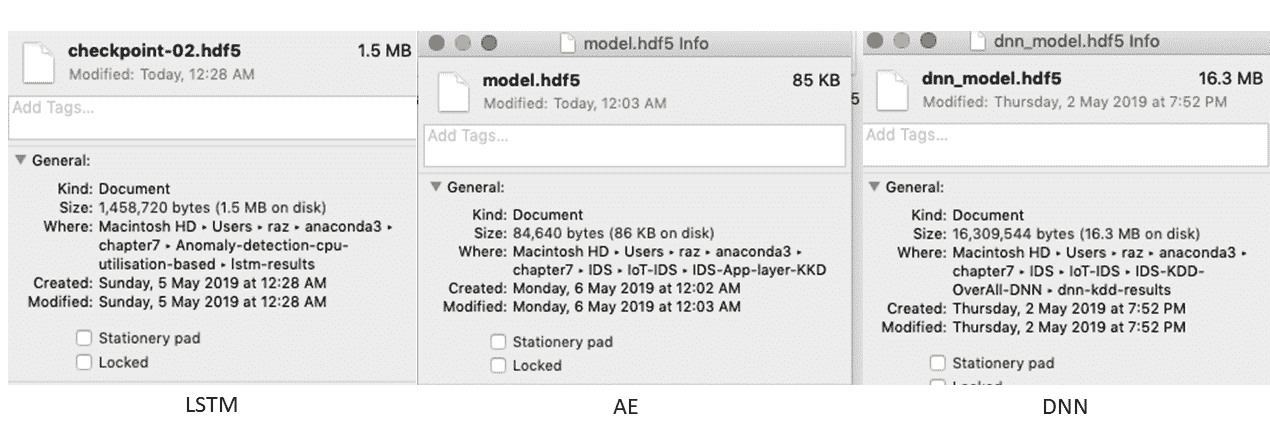 checkpoint-02.hdf5 1.5 MB
Modified: Today, 12:28 AM
Add Tags...
General:
Kind: Document
Size: 1,458,720 bytes (1.5 MB on disk)
Where: Macintosh HD ▸ Users ▸ raz ▸ anaconda3 ▸
chapter7 ▸ Anomaly-detection-cpu-
utilisation-based ▸ lstm-results
Created: Sunday, 5 May 2019 at 12:28 AM
Modified: Sunday, 5 May 2019 at 12:28 AM
Stationery pad
Locked
LSTM
model.hdf5 Info
model.hdf5 85 KB
Modified: Today, 12:03 AM
Add Tags...
General:
Kind: Document
Size: 84,640 bytes (86 KB on disk)
Where: Macintosh HD ▸ Users ▸ raz ▸ anaconda3 ▸
chapter7 ▸ IDS ▸ IoT-IDS ▸ IDS-App-layer-KKD
Created: Monday, 6 May 2019 at 12:02 AM
Modified: Monday, 6 May 2019 at 12:03 AM
Stationery pad
Locked
AE
5
dnn_model.hdf5 Info
dnn_model.hdf5 16.3 MB
Modified: Thursday, 2 May 2019 at 7:52 PM
Add Tags...
General:
Kind: Document
Size: 16,309,544 bytes (16.3 MB on disk)
Where: Macintosh HD ▸ Users ▸ raz ▸ anaconda3 ▸
chapter7 ▸ IDS ▸ IoT-IDS ▸ IDS-KDD-
OverAll-DNN ▸ dnn-kdd-results
Created: Thursday, 2 May 2019 at 7:52 PM
Modified: Thursday, 2 May 2019 at 7:52 PM
Stationery pad
DNN